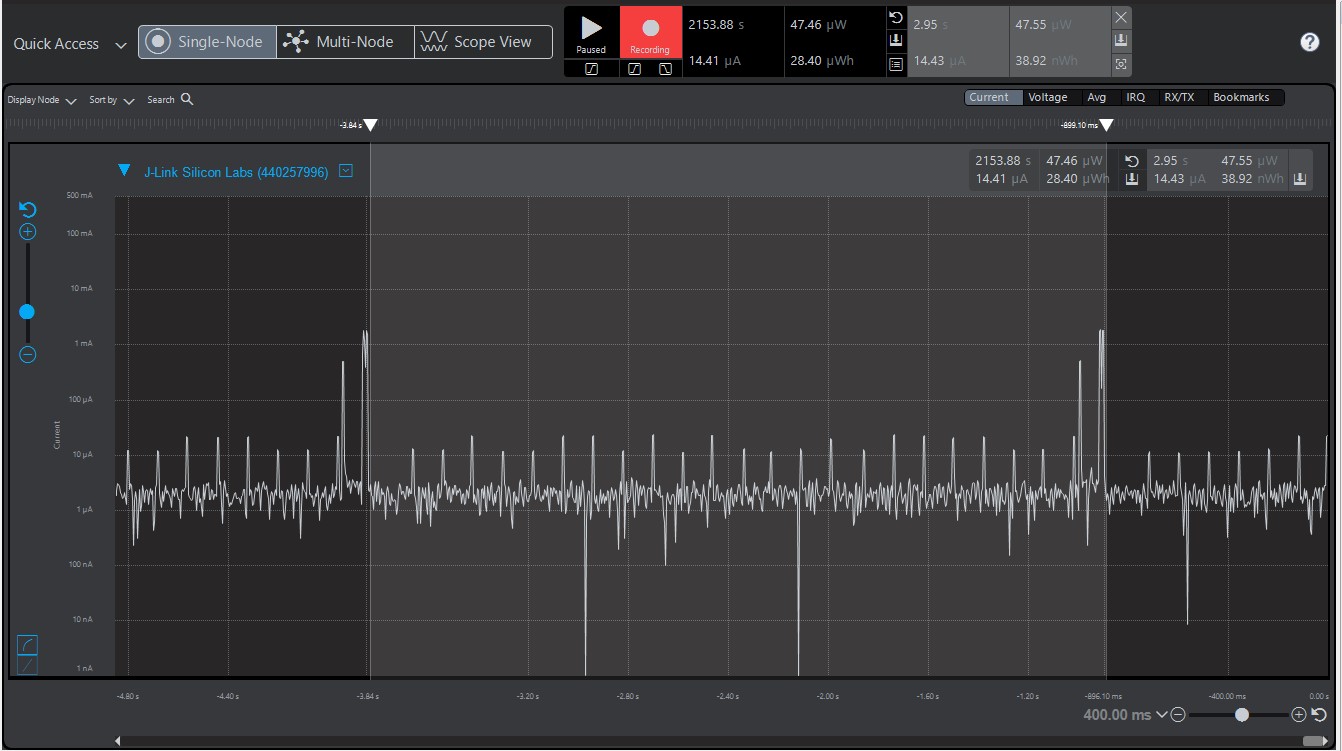 Quick Access Single-Node Multi-Node Scope View
Paused Recording
2153.88 s 47.46 µW 2.95 s 47.55 µW
14.41 µA 28.40 µWh 14.43 µA 38.92 nWh
Display Node Sort by Search
Current Voltage Avg IRQ RX/TX Bookmarks
-3.84 s -899.10 ms
J-Link Silicon Labs (440257996)
2153.88 s 47.46 µW 2.95 s 47.55 µW
14.41 µA 28.40 µWh 14.43 µA 38.92 nWh
500 mA
100 mA
10 mA
1 mA
100 µA
Current
10 µA
1 µA
100 nA
10 nA
1 nA
-4.80 s -4.40 s -3.84 s -3.20 s -2.80 s -2.40 s -2.00 s -1.60 s -1.20 s -896.10 ms -400.00 ms 0.00 s
400.00 ms